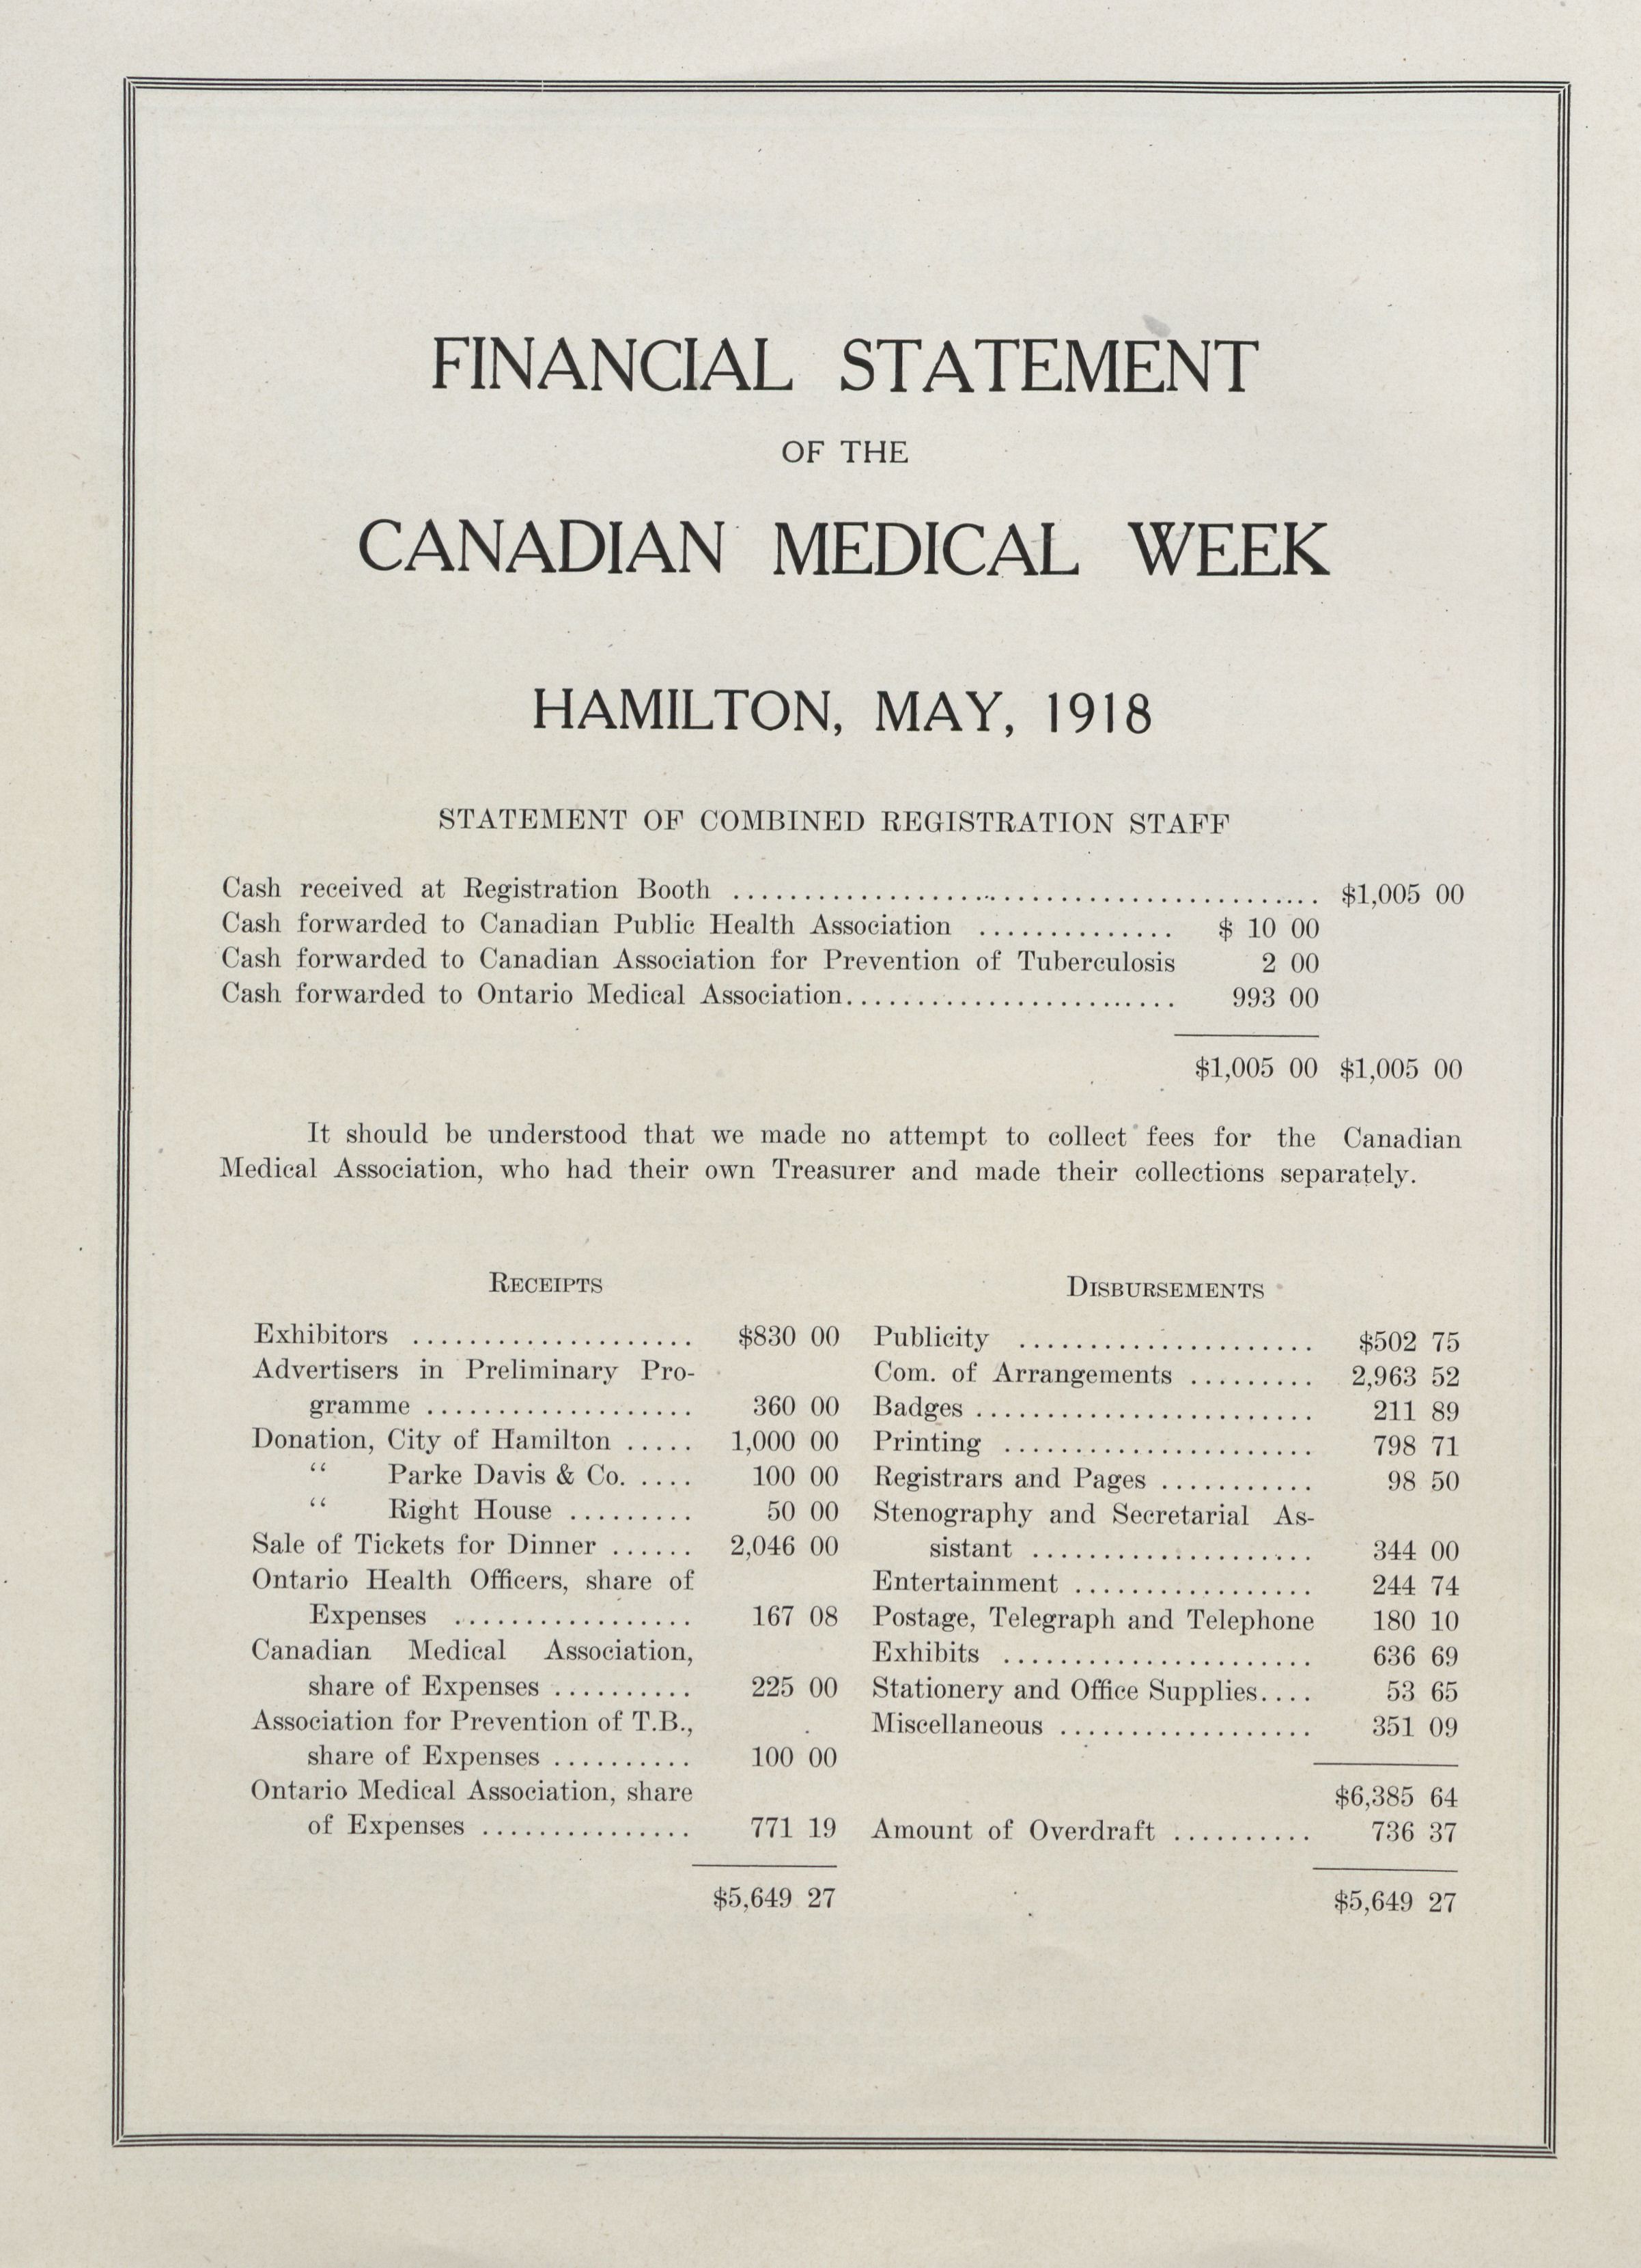 FINANCIAL STATEMENT
OF THE
CANADIAN MEDICAL WEEK
HAMILTON, MAY, 1918
STATEMENT OF COMBINED REGISTRATION STAFF
Cash received at Registration Booth ........................................ $1,005 00
Cash forwarded to Canadian Public Health Association .............. $ 10 00
Cash forwarded to Canadian Association for Prevention of Tuberculosis 2 00
Cash forwarded to Ontario Medical Association....................... 993 00
$1,005 00 $1,005 00
It should be understood that we made no attempt to collect fees for the Canadian
Medical Association, who had their own Treasurer and made their collections separately.
RECEIPTS
Exhibitors .................... $830 00
Advertisers in Preliminary Pro-
gramme ................... 360 00
Donation, City of Hamilton ..... 1,000 00
“ Parke Davis & Co. .... 100 00
“ Right House ......... 50 00
Sale of Tickets for Dinner ...... 2,046 00
Ontario Health Officers, share of
Expenses ................. 167 08
Canadian Medical Association,
share of Expenses .......... 225 00
Association for Prevention of T.B.,
share of Expenses .......... 100 00
Ontario Medical Association, share
of Expenses ............... 771 19
$5,649 27
DISBURSEMENTS
Publicity ..................... $502 75
Com. of Arrangements ......... 2,963 52
Badges ........................ 211 89
Printing ...................... 798 71
Registrars and Pages ........... 98 50
Stenography and Secretarial As-
sistant .................... 344 00
Entertainment ................. 244 74
Postage, Telegraph and Telephone 180 10
Exhibits ...................... 636 69
Stationery and Office Supplies.... 53 65
Miscellaneous .................. 351 09
$6,385 64
Amount of Overdraft .......... 736 37
$5,649 27